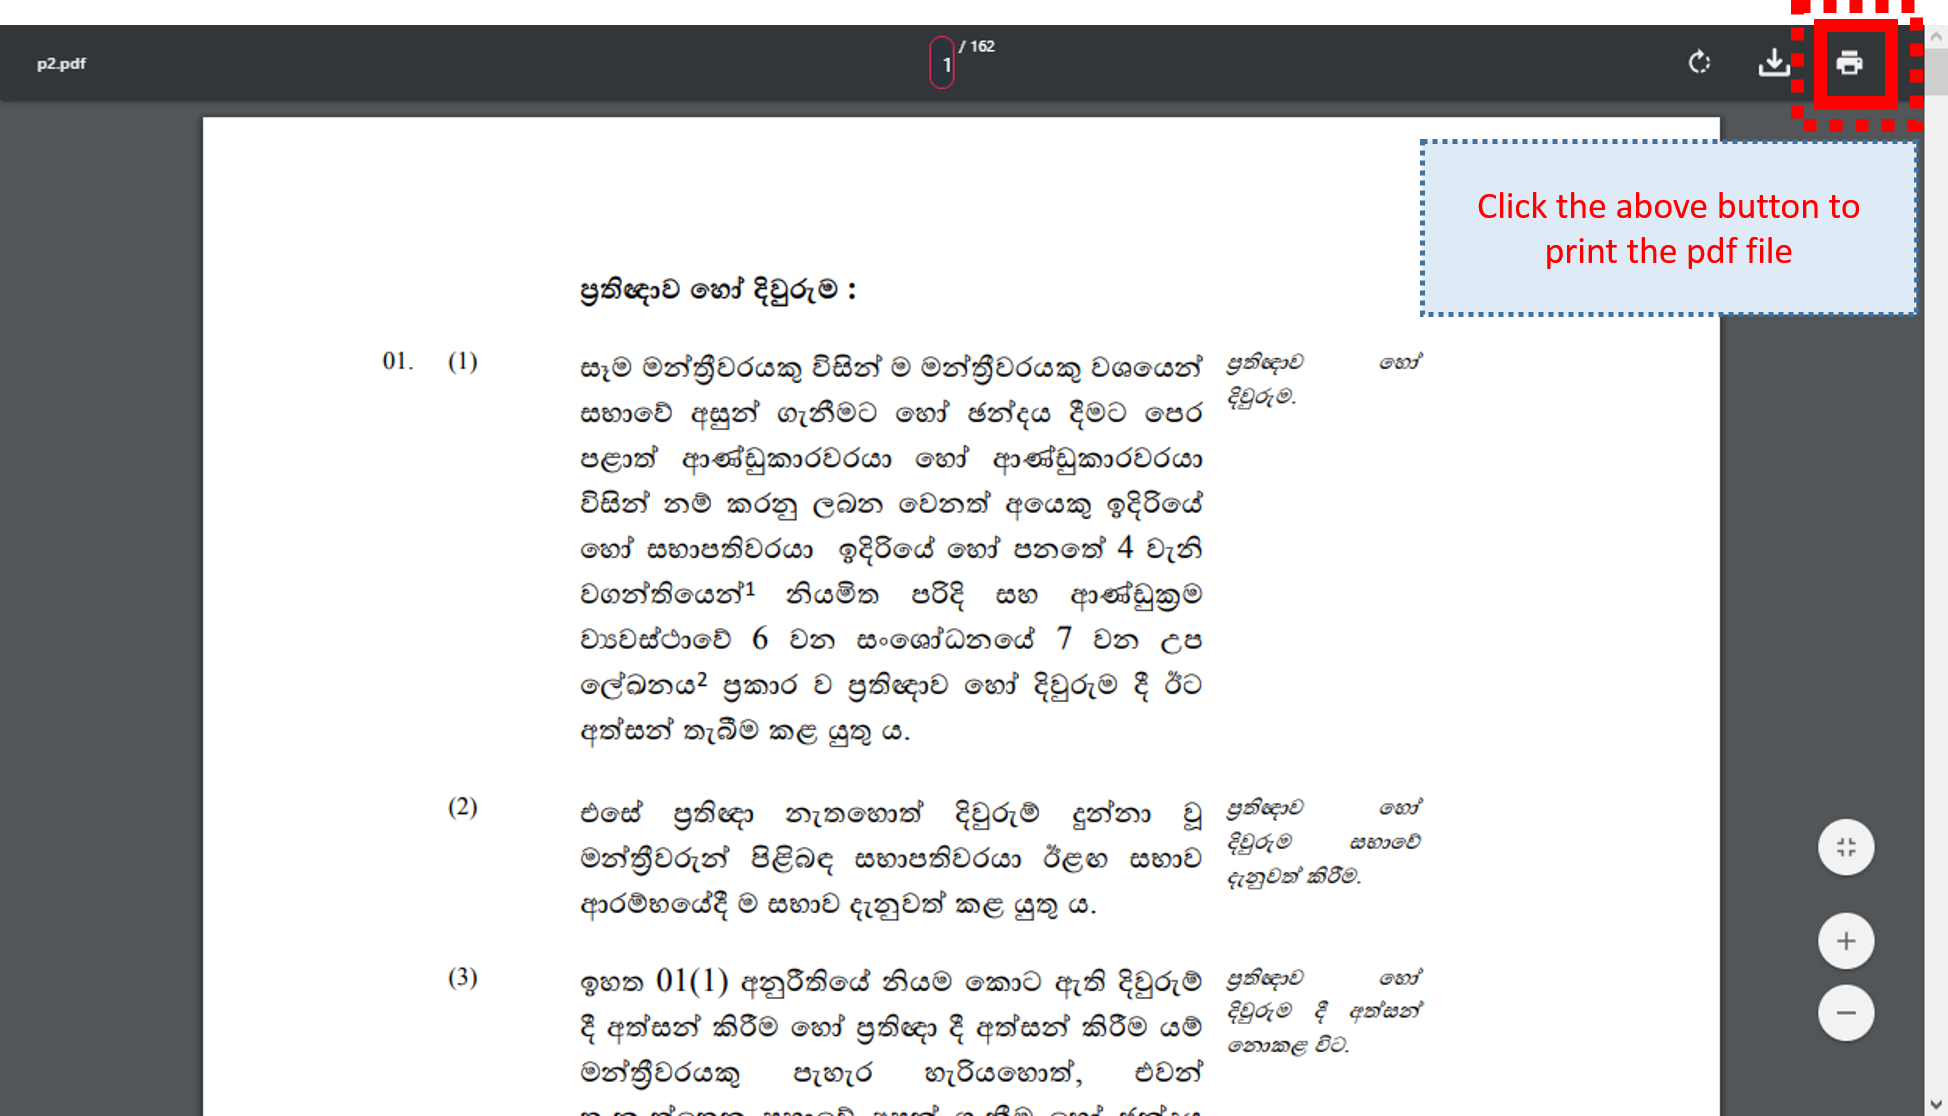 p2.pdf
1 / 162
Click the above button to
print the pdf file
ප්‍රතිඥාව හෝ දිවුරුම :
01. (1) සෑම මන්ත්‍රීවරයකු විසින් ම මන්ත්‍රීවරයකු වශයෙන්
සභාවේ අසුන් ගැනීමට හෝ ඡන්දය දීමට පෙර
පළාත් ආණ්ඩුකාරවරයා හෝ ආණ්ඩුකාරවරයා
විසින් නම් කරනු ලබන වෙනත් අයෙකු ඉදිරියේ
හෝ සභාපතිවරයා ඉදිරියේ හෝ පනතේ 4 වැනි
වගන්තියෙන්¹ නියමිත පරිදි සහ ආණ්ඩුක්‍රම
ව්‍යවස්ථාවේ 6 වන සංශෝධනයේ 7 වන උප
ලේඛනය² ප්‍රකාර ව ප්‍රතිඥාව හෝ දිවුරුම දී ඊට
අත්සන් තැබීම කළ යුතු ය.
ප්‍රතිඥාව හෝ
දිවුරුම.
(2) එසේ ප්‍රතිඥා නැතහොත් දිවුරුම් දුන්නා වූ
මන්ත්‍රීවරුන් පිළිබඳ සභාපතිවරයා ඊළඟ සභාව
ආරම්භයේදී ම සභාව දැනුවත් කළ යුතු ය.
ප්‍රතිඥාව හෝ
දිවුරුම සභාවේ
දැනුවත් කිරීම.
(3) ඉහත 01(1) අනුරීතියේ නියම කොට ඇති දිවුරුම්
දී අත්සන් කිරීම හෝ ප්‍රතිඥා දී අත්සන් කිරීම යම්
මන්ත්‍රීවරයකු පැහැර හැරියහොත්, එවන්
ප්‍රතිඥාව හෝ
දිවුරුම දී අත්සන්
නොකළ විට.